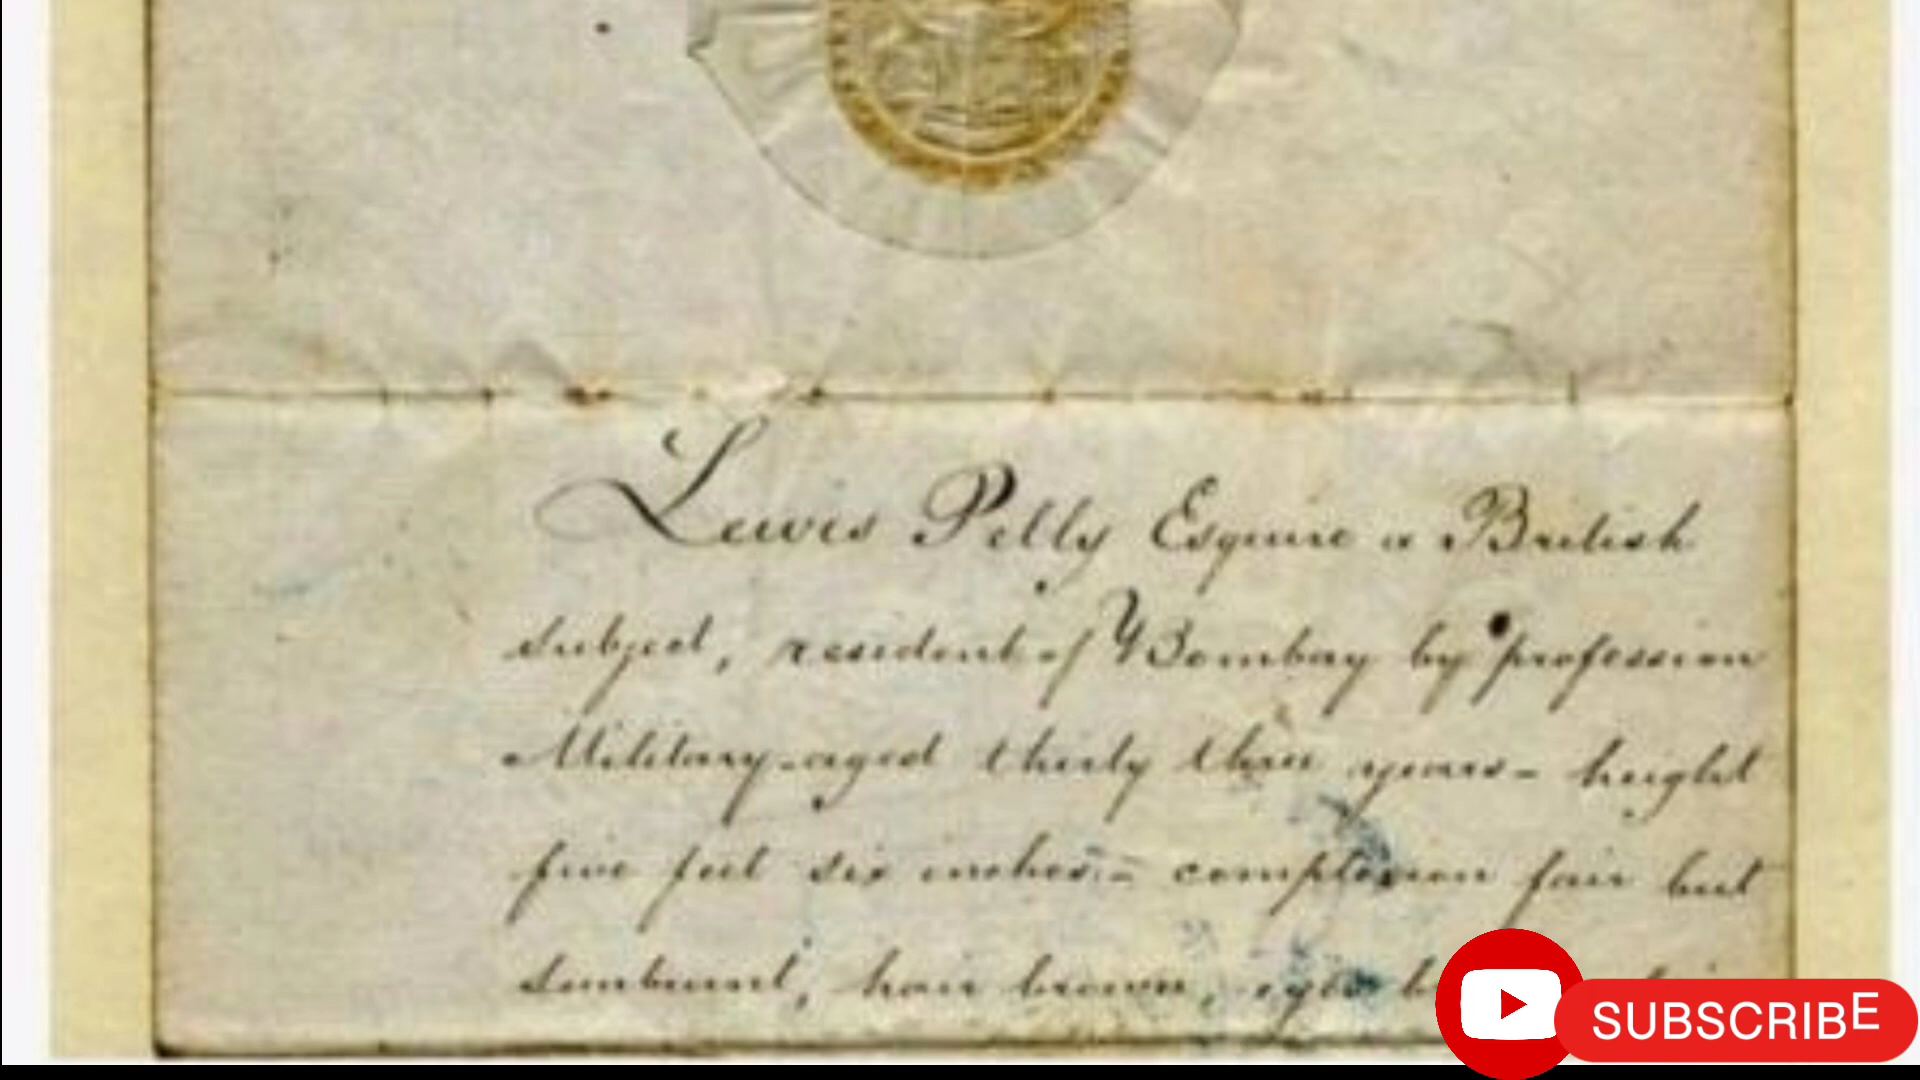 Lewis Pelly Esquire a British
subject, resident of Bombay by profession
Military - aged thirty three years - height
five feet six inches - complexion fair but
sunburnt, hair brown, eyes
SUBSCRIBE